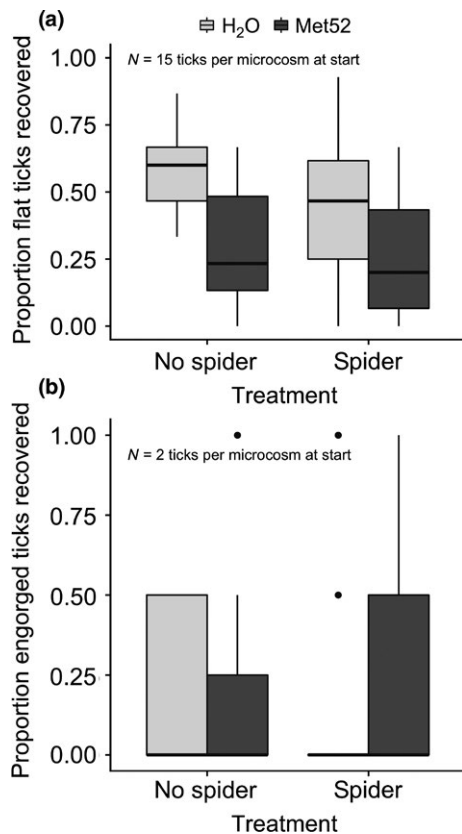 (a)
H₂O Met52
N = 15 ticks per microcosm at start
Proportion flat ticks recovered
1.00
0.75
0.50
0.25
0.00
No spider Spider
Treatment
(b)
N = 2 ticks per microcosm at start
Proportion engorged ticks recovered
1.00
0.75
0.50
0.25
0.00
No spider Spider
Treatment